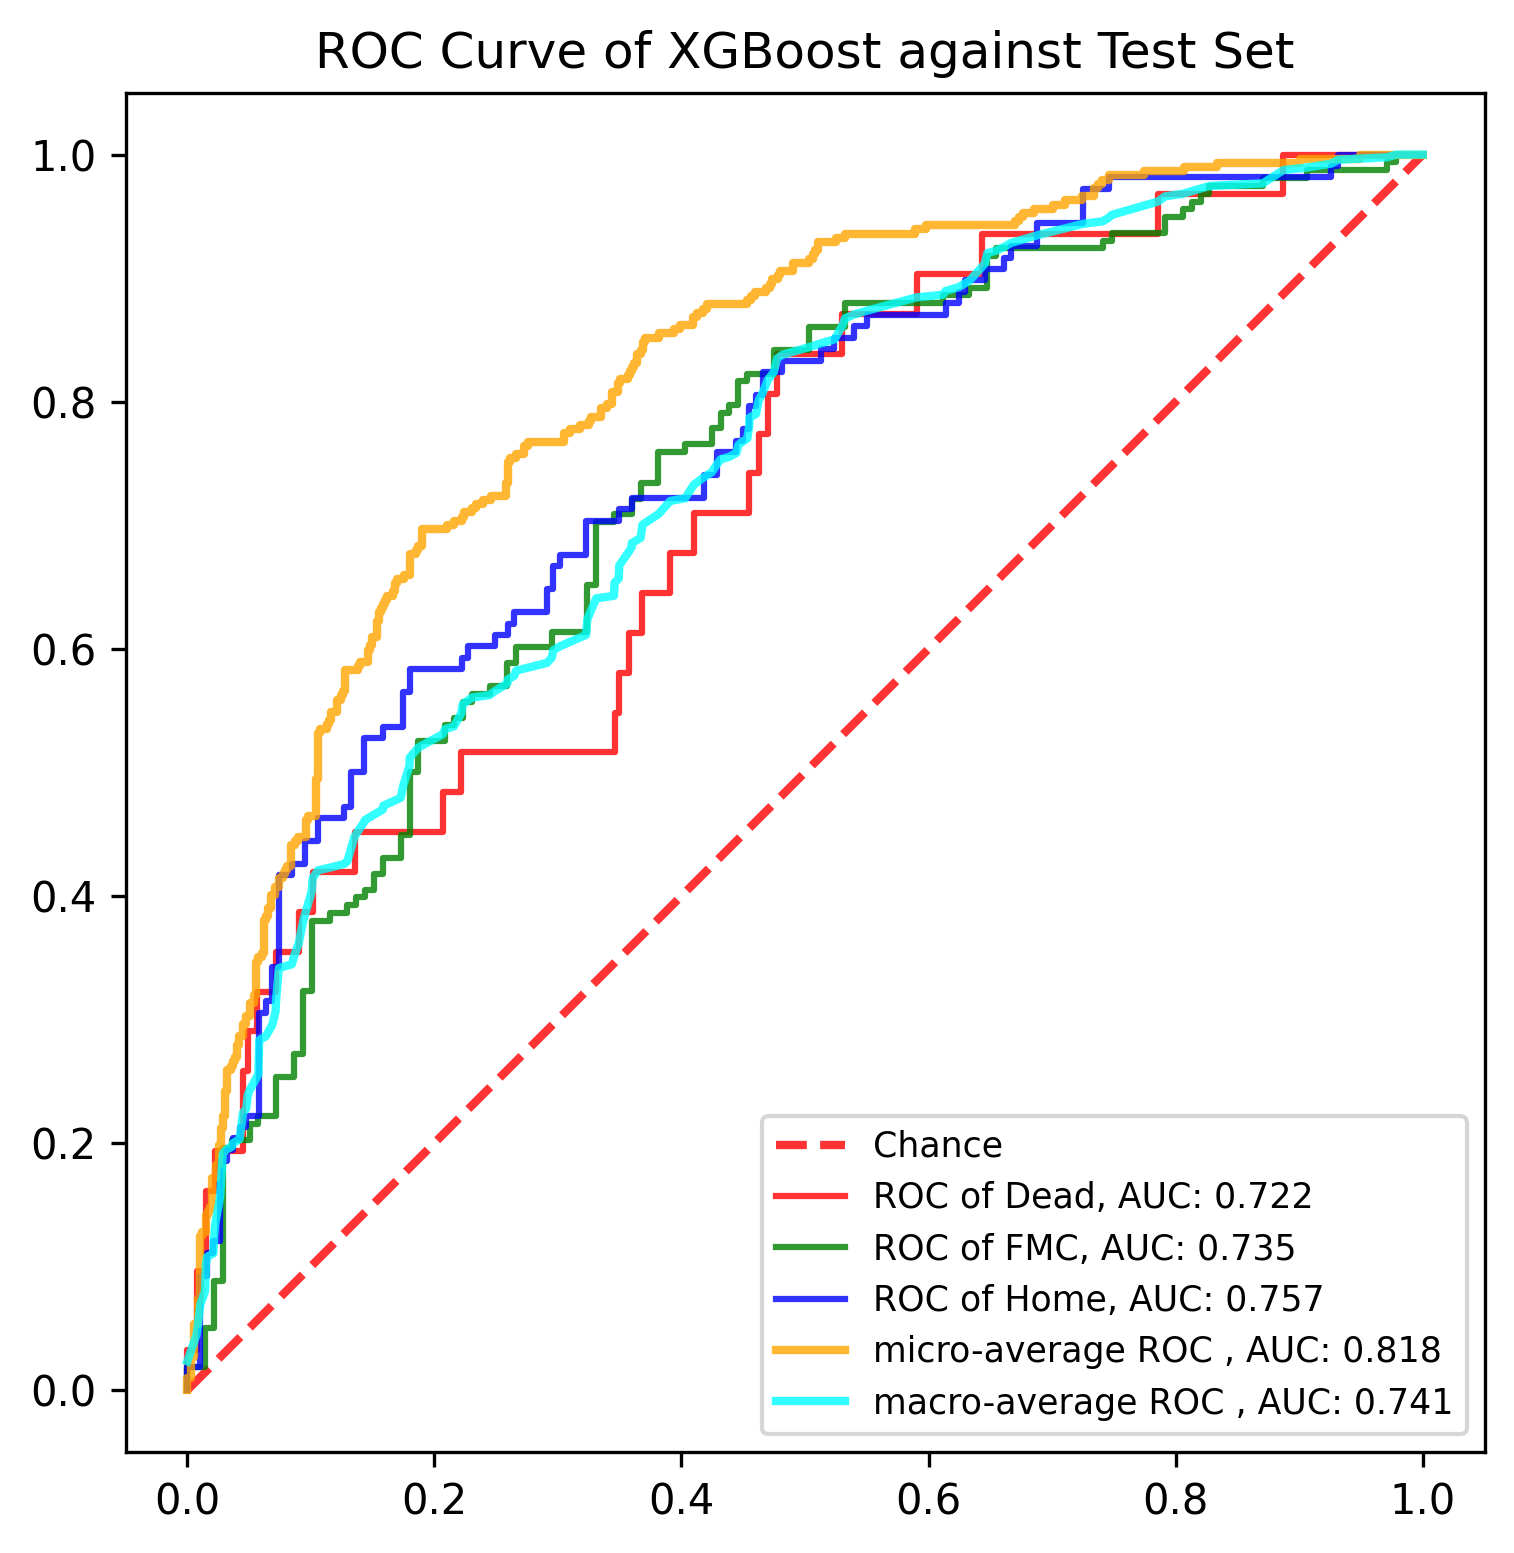 ROC Curve of XGBoost against Test Set
1.0
0.8
0.6
0.4
0.2
0.0
Chance
ROC of Dead, AUC: 0.722
ROC of FMC, AUC: 0.735
ROC of Home, AUC: 0.757
micro-average ROC , AUC: 0.818
macro-average ROC , AUC: 0.741
0.0 0.2 0.4 0.6 0.8 1.0